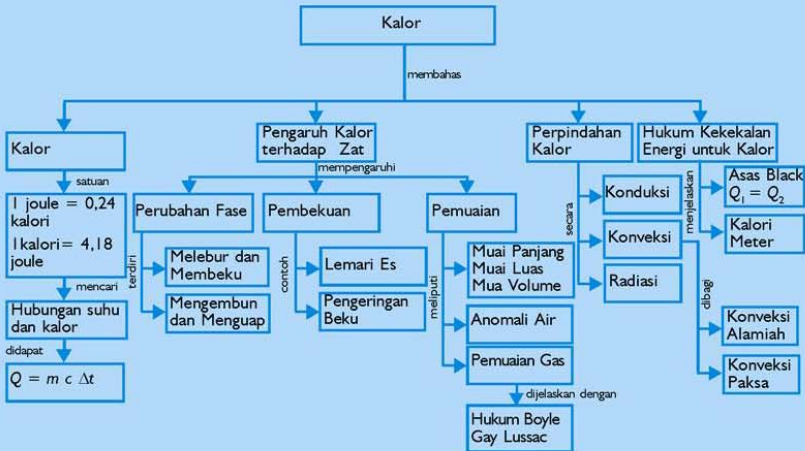 Kalor
membahas
Kalor
satuan
1 joule = 0,24
kalori
1kalori= 4,18
joule
mencari
Hubungan suhu
dan kalor
didapat
Q = m c Δt
Pengaruh Kalor
terhadap Zat
mempengaruhi
Perubahan Fase
terdiri
Melebur dan
Membeku
Mengembun
dan Menguap
Pembekuan
contoh
Lemari Es
Pengeringan
Beku
Pemuaian
meliputi
Muai Panjang
Muai Luas
Mua Volume
Anomali Air
Pemuaian Gas
dijelaskan dengan
Hukum Boyle
Gay Lussac
Perpindahan
Kalor
secara
Konduksi
Konveksi
Radiasi
dibagi
Konveksi
Alamiah
Konveksi
Paksa
Hukum Kekekalan
Energi untuk Kalor
menjelaskan
Asas Black
Q₁ = Q₂
Kalori
Meter